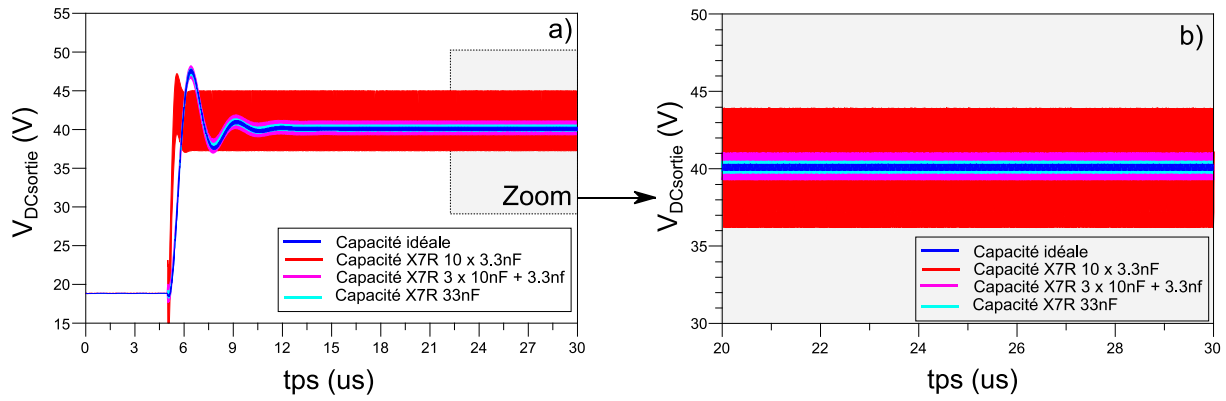 a)
55
50
45
40
35
30
25
20
15
V_DCsortie (V)
Zoom
Capacité idéale
Capacité X7R 10 x 3.3nF
Capacité X7R 3 x 10nF + 3.3nf
Capacité X7R 33nF
0 3 6 9 12 15 18 21 24 27 30
tps (us)
b)
50
45
40
35
30
V_DCsortie (V)
Capacité idéale
Capacité X7R 10 x 3.3nF
Capacité X7R 3 x 10nF + 3.3nf
Capacité X7R 33nF
20 22 24 26 28 30
tps (us)